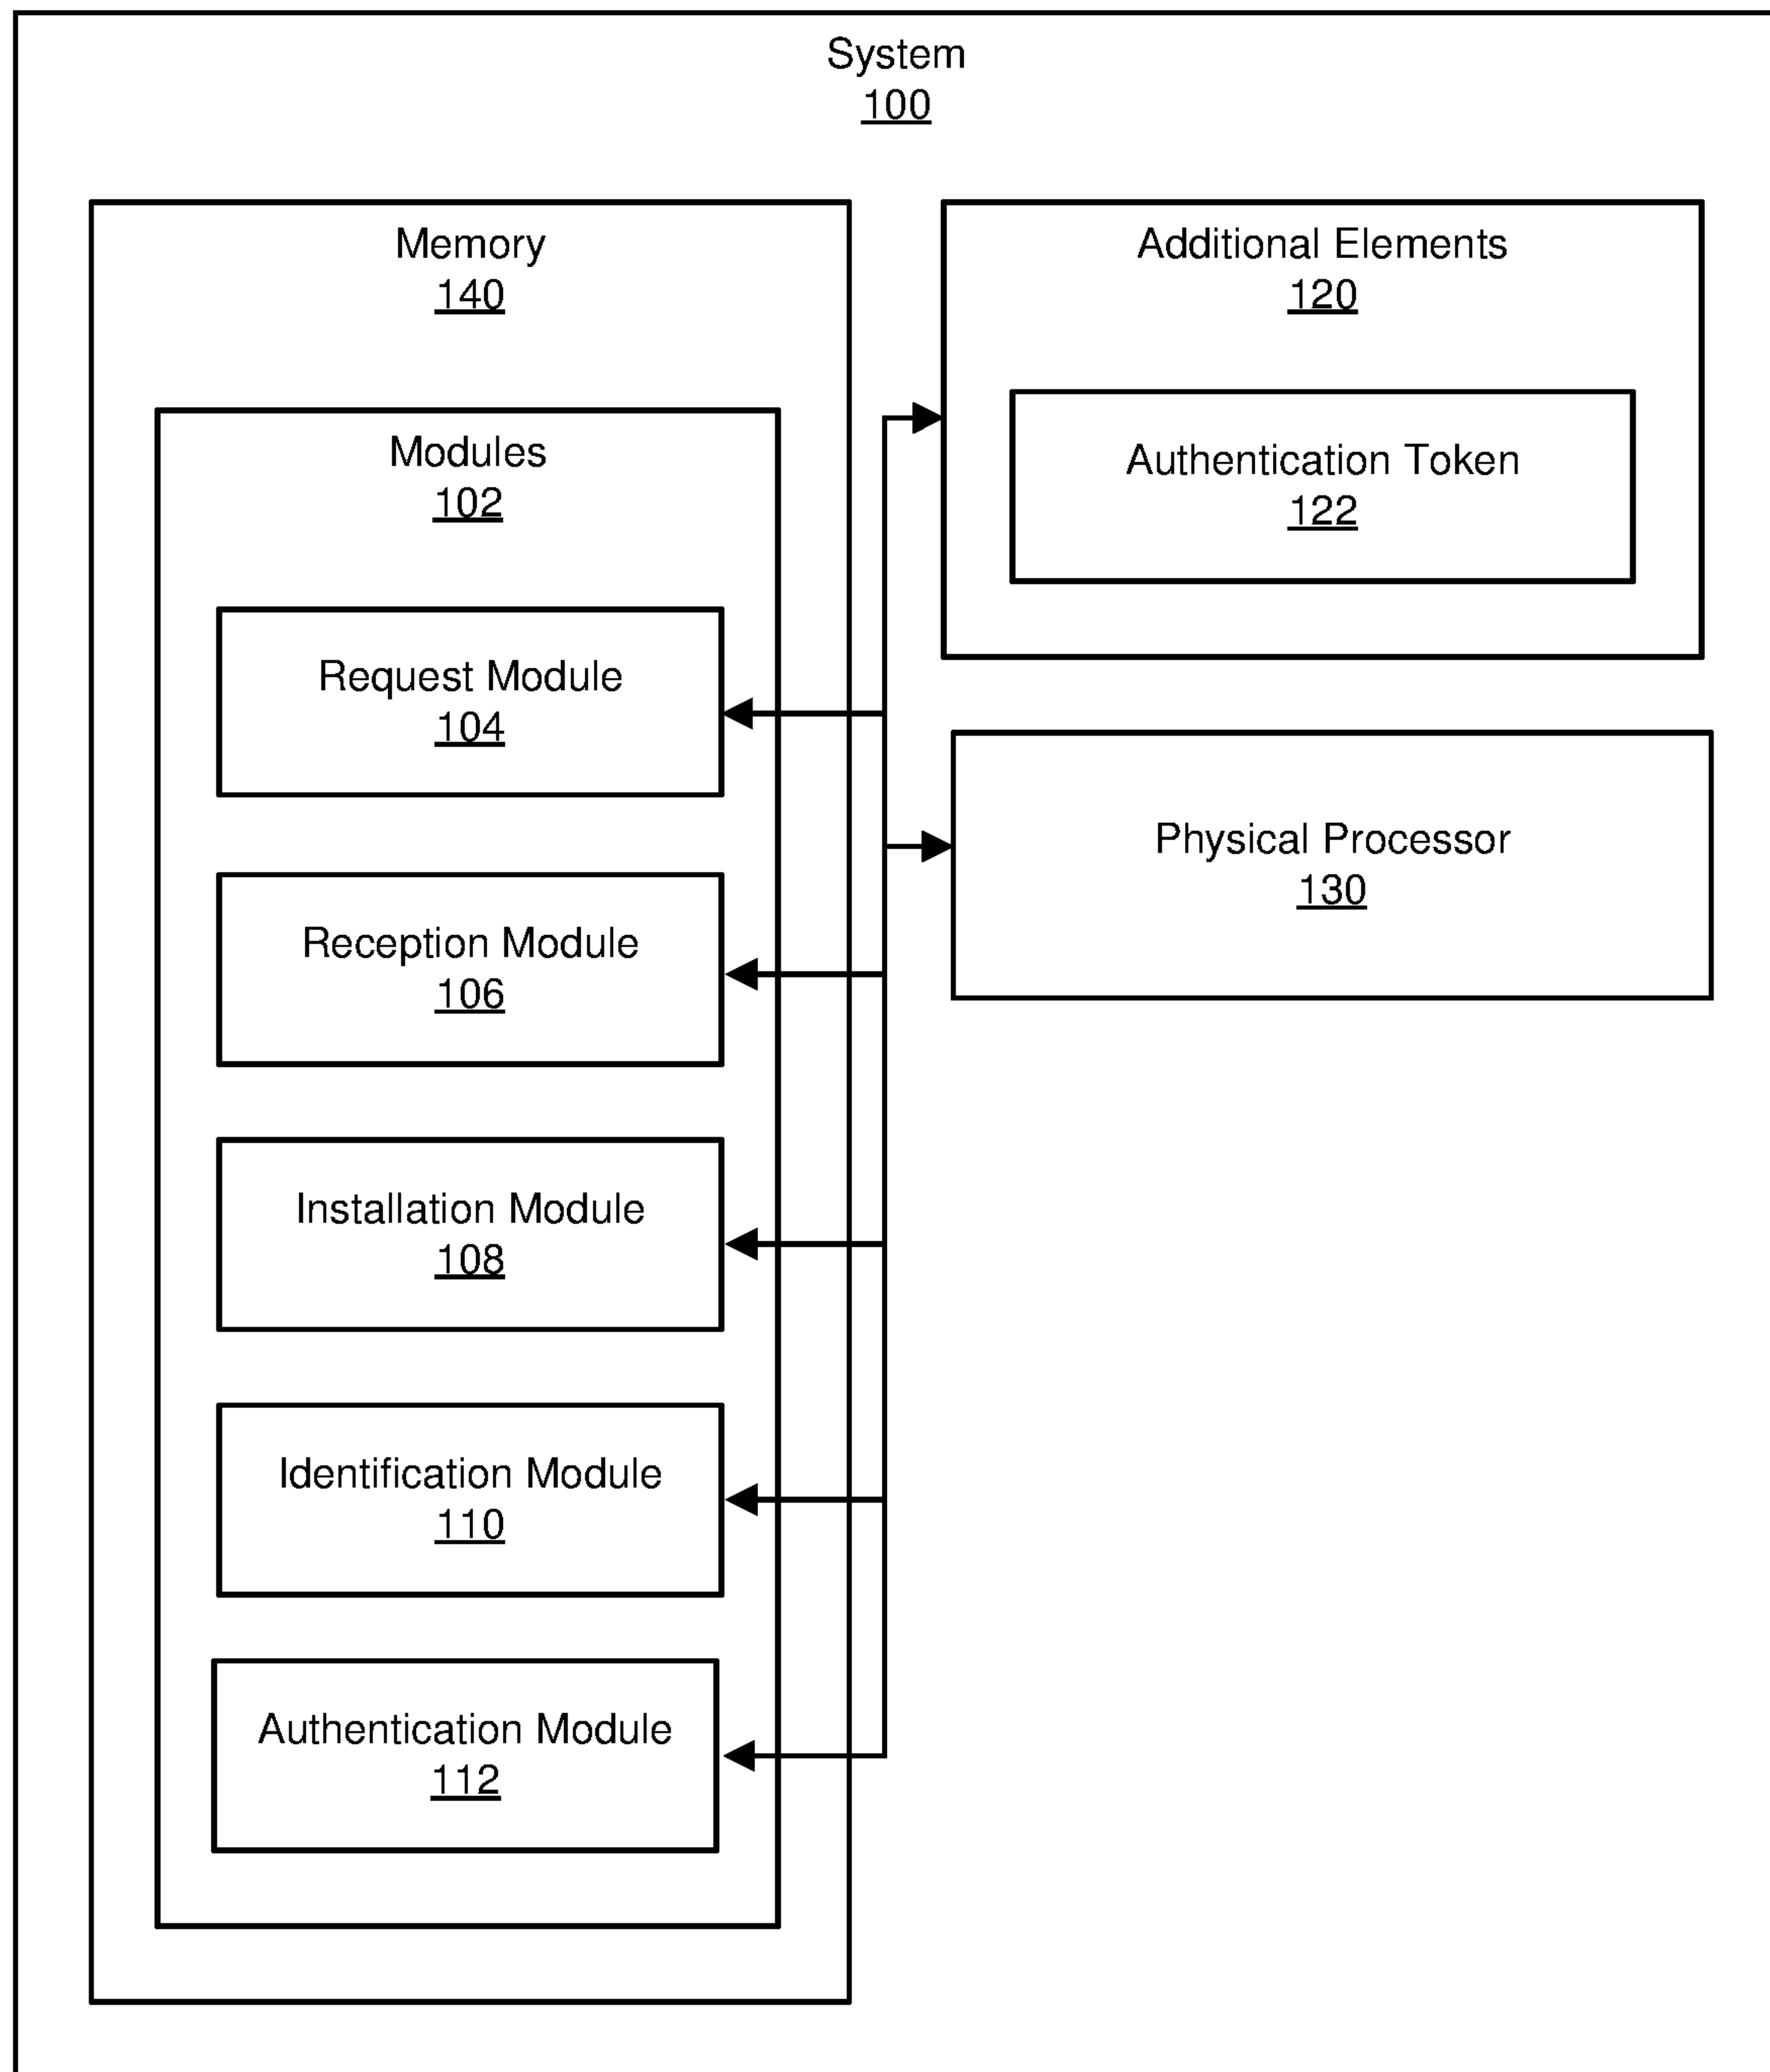 System
100
Memory
140
Modules
102
Request Module
104
Reception Module
106
Installation Module
108
Identification Module
110
Authentication Module
112
Additional Elements
120
Authentication Token
122
Physical Processor
130